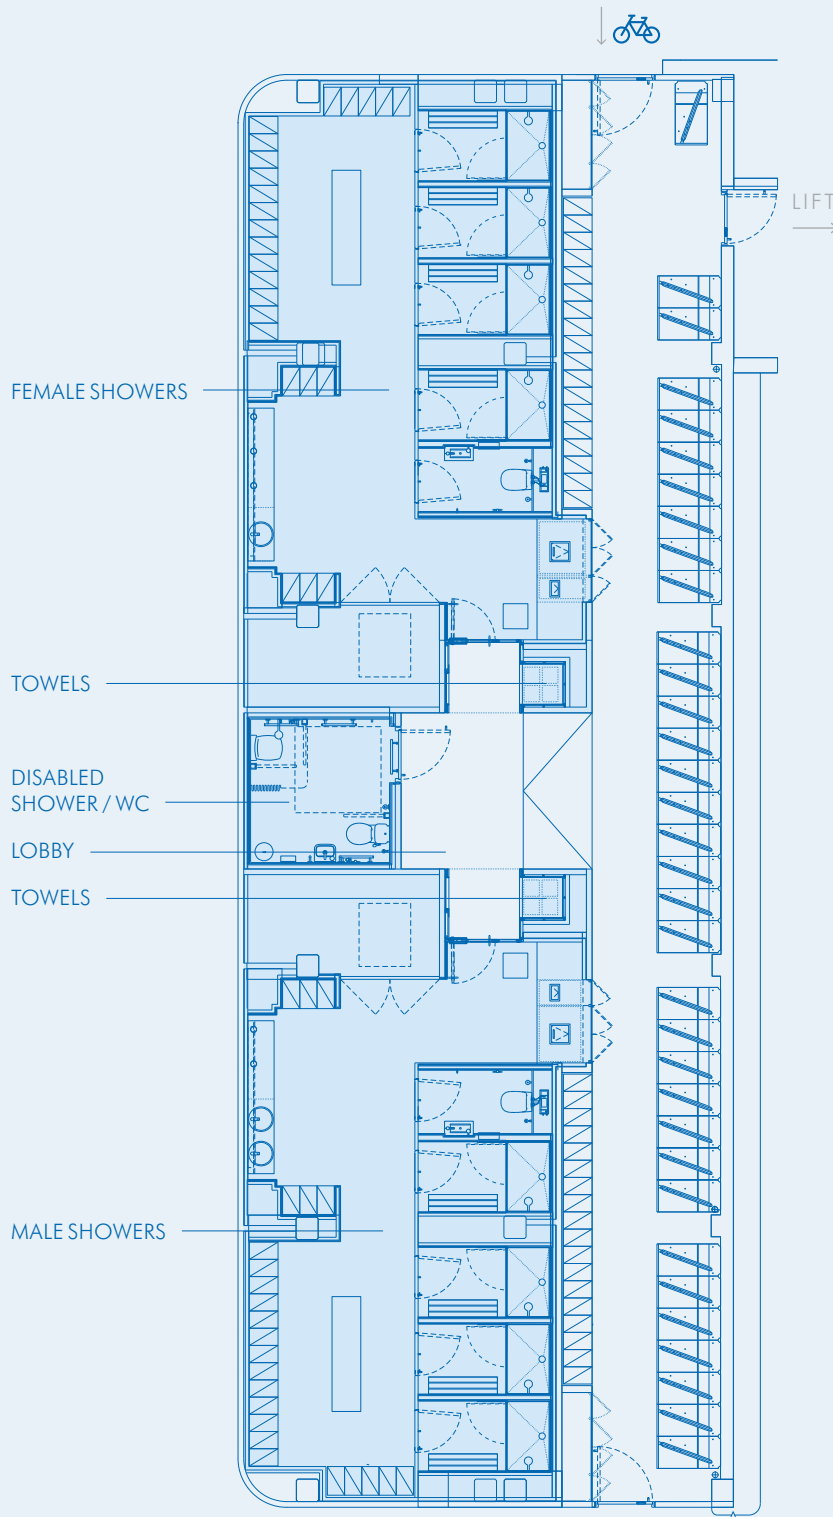 LIFT
FEMALE SHOWERS
TOWELS
DISABLED
SHOWER / WC
LOBBY
TOWELS
MALE SHOWERS